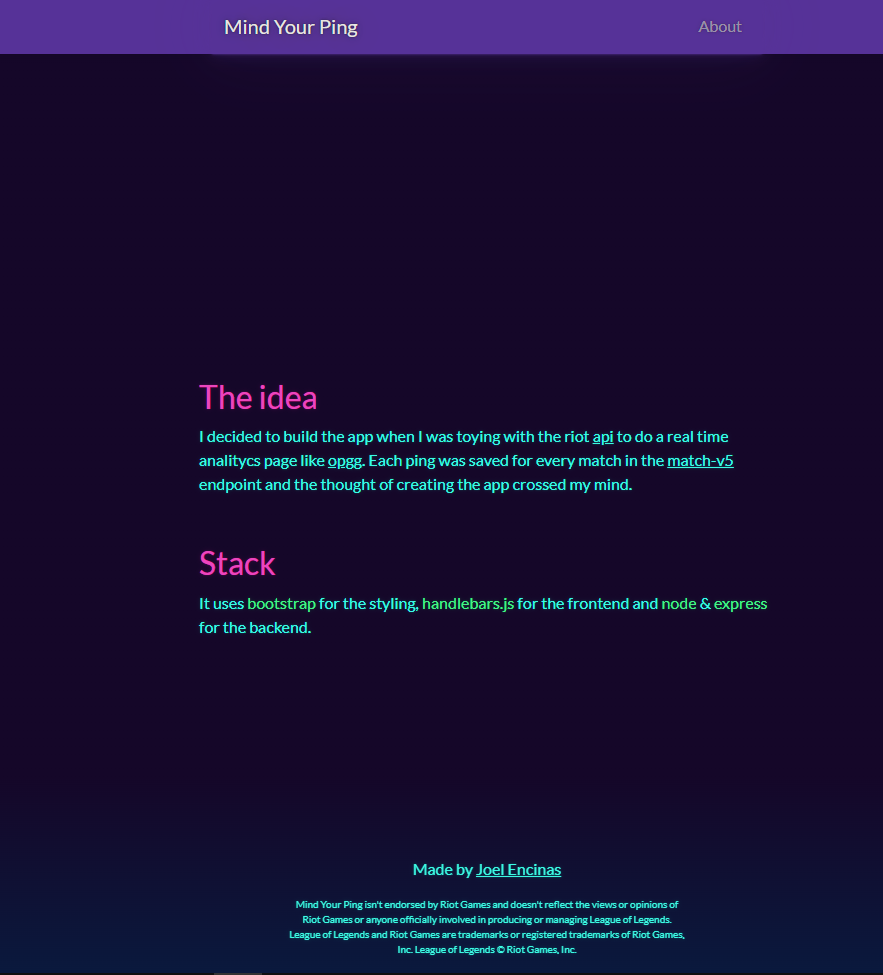 Mind Your Ping
About
The idea
I decided to build the app when I was toying with the riot api to do a real time
analitycs page like opgg. Each ping was saved for every match in the match-v5
endpoint and the thought of creating the app crossed my mind.
Stack
It uses bootstrap for the styling, handlebars.js for the frontend and node & express
for the backend.
Made by Joel Encinas
Mind Your Ping isn't endorsed by Riot Games and doesn't reflect the views or opinions of
Riot Games or anyone officially involved in producing or managing League of Legends.
League of Legends and Riot Games are trademarks or registered trademarks of Riot Games,
Inc. League of Legends © Riot Games, Inc.